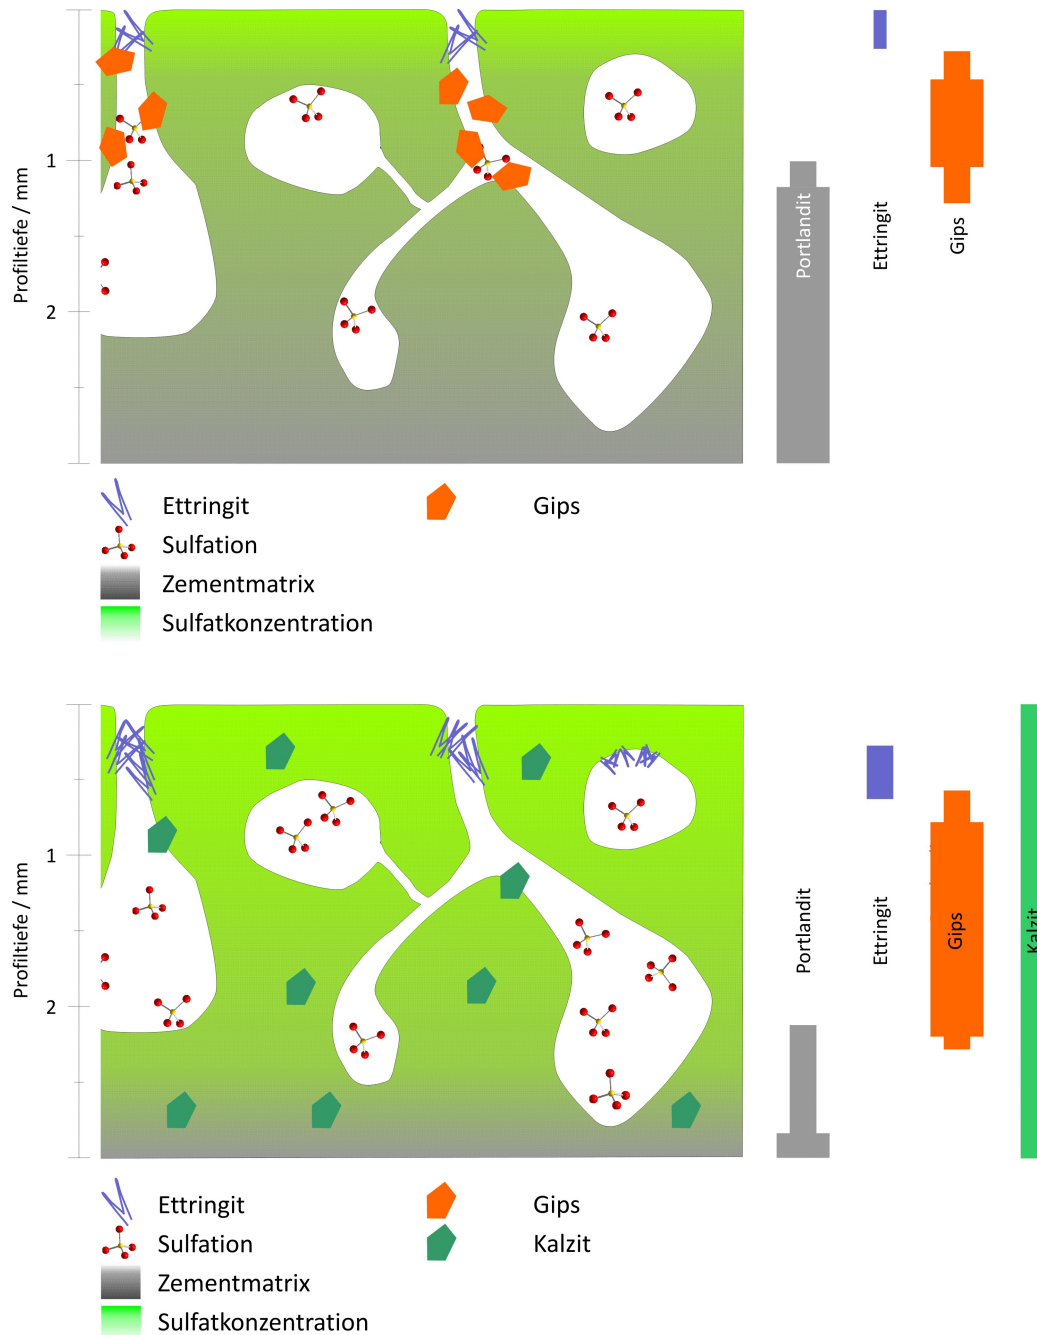 Profiltiefe / mm
1
2
Portlandit
Ettringit
Gips
Ettringit
Gips
Sulfation
Zementmatrix
Sulfatkonzentration
Profiltiefe / mm
1
2
Portlandit
Ettringit
Gips
Kalzit
Ettringit
Gips
Sulfation
Kalzit
Zementmatrix
Sulfatkonzentration